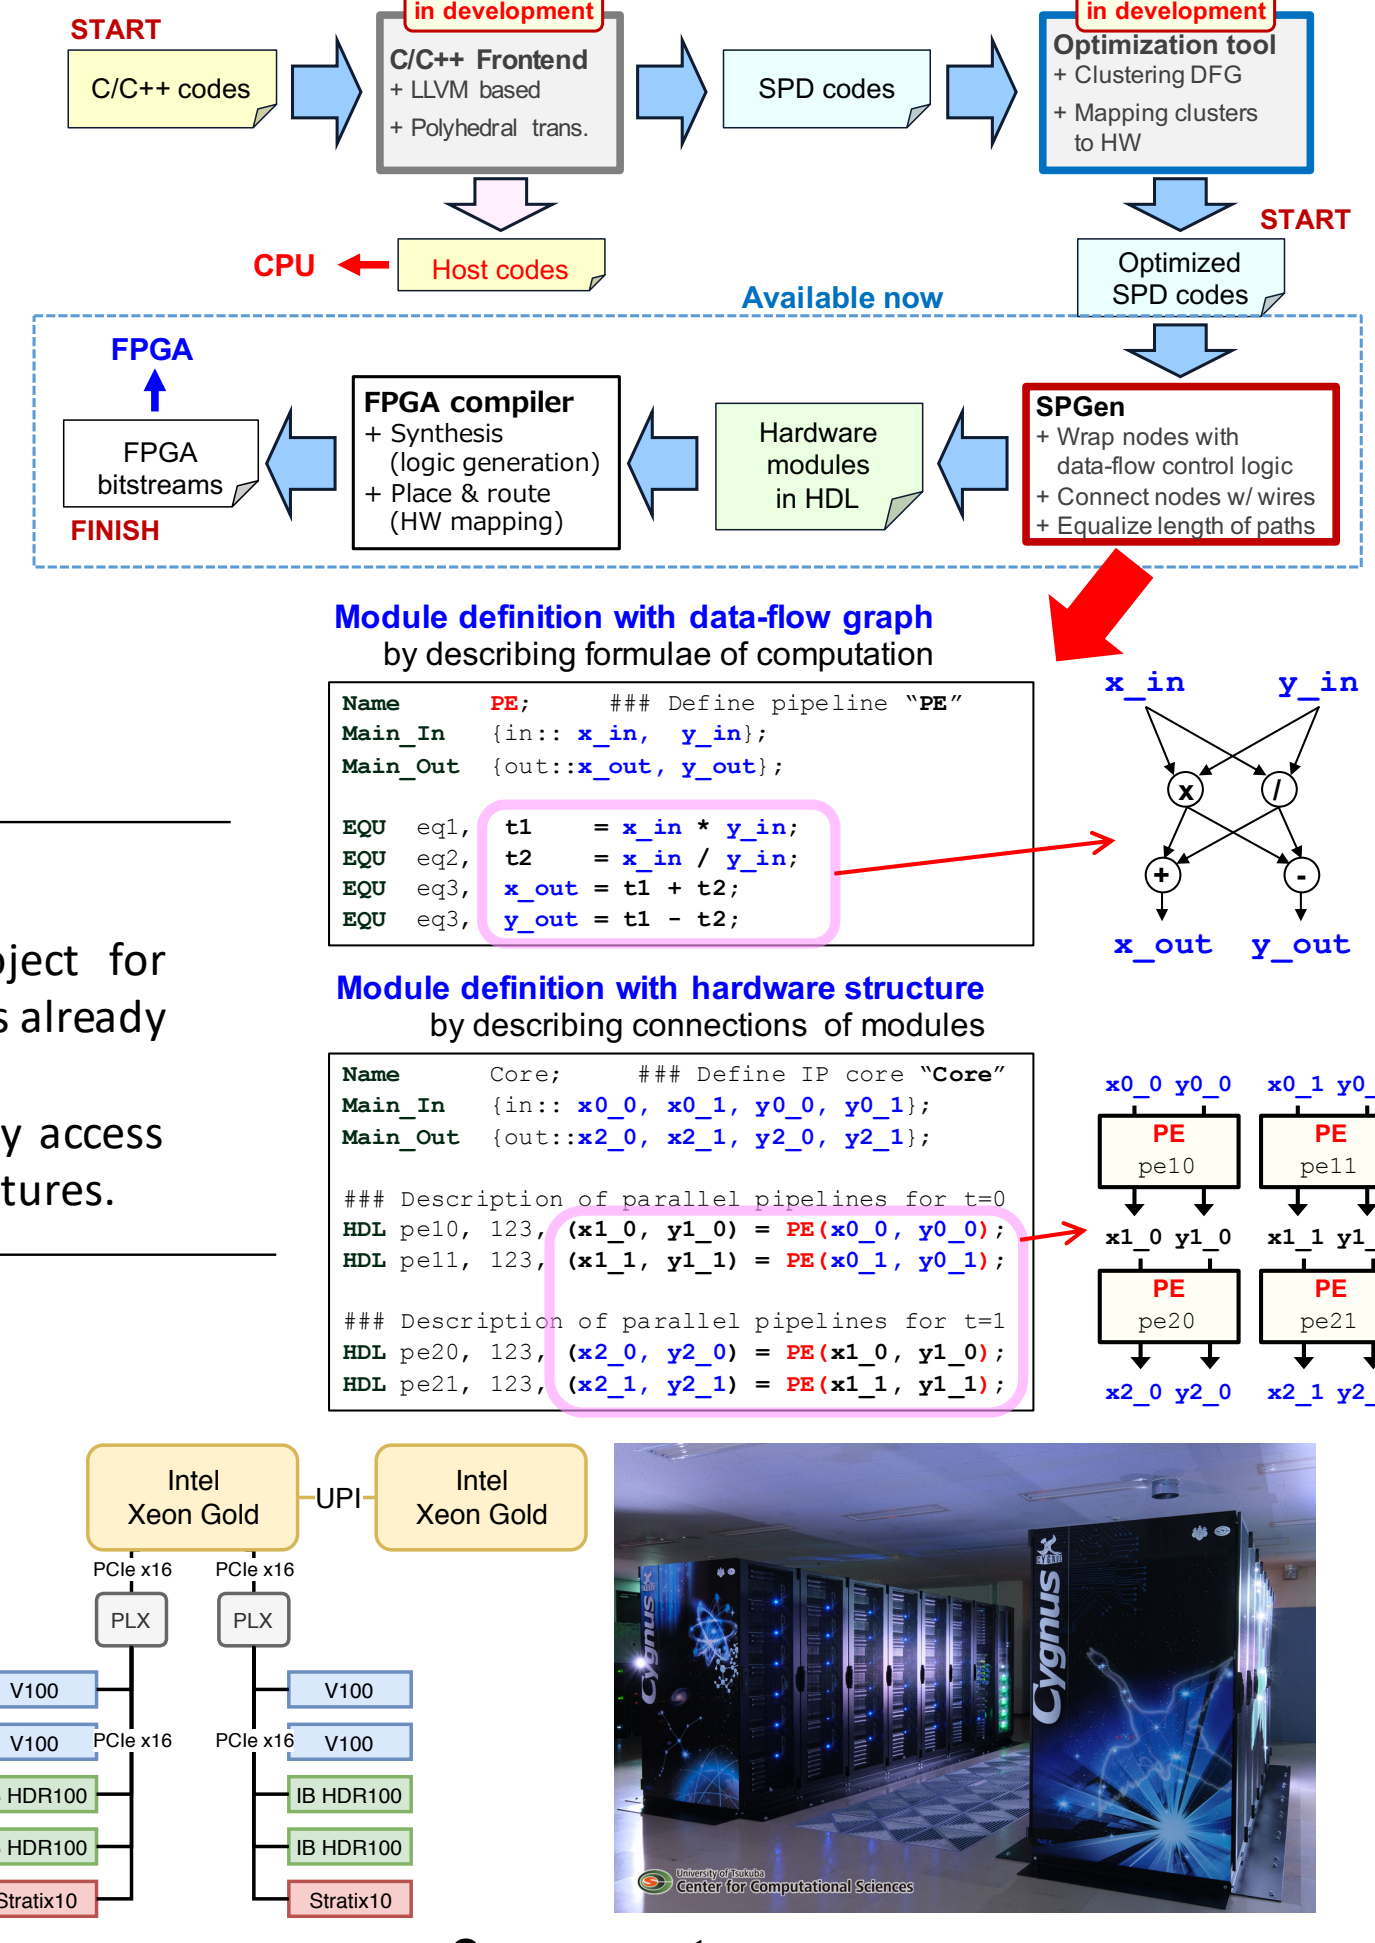 in development
in development
START
C/C++ codes
C/C++ Frontend
+ LLVM based
+ Polyhedral trans.
SPD codes
Optimization tool
+ Clustering DFG
+ Mapping clusters
to HW
START
CPU
Host codes
Optimized
SPD codes
Available now
FPGA
FPGA
bitstreams
FINISH
FPGA compiler
+ Synthesis
(logic generation)
+ Place & route
(HW mapping)
Hardware
modules
in HDL
SPGen
+ Wrap nodes with
data-flow control logic
+ Connect nodes w/ wires
+ Equalize length of paths
Module definition with data-flow graph
by describing formulae of computation
Name PE; ### Define pipeline “PE”
Main_In {in:: x_in, y_in};
Main_Out {out::x_out, y_out};
EQU eq1, t1 = x_in * y_in;
EQU eq2, t2 = x_in / y_in;
EQU eq3, x_out = t1 + t2;
EQU eq3, y_out = t1 - t2;
x_in y_in
x /
+ -
x_out y_out
ject for
s already
y access
tures.
Module definition with hardware structure
by describing connections of modules
Name Core; ### Define IP core “Core”
Main_In {in:: x0_0, x0_1, y0_0, y0_1};
Main_Out {out::x2_0, x2_1, y2_0, y2_1};
### Description of parallel pipelines for t=0
HDL pe10, 123, (x1_0, y1_0) = PE(x0_0, y0_0);
HDL pe11, 123, (x1_1, y1_1) = PE(x0_1, y0_1);
### Description of parallel pipelines for t=1
HDL pe20, 123, (x2_0, y2_0) = PE(x1_0, y1_0);
HDL pe21, 123, (x2_1, y2_1) = PE(x1_1, y1_1);
x0_0 y0_0 x0_1 y0_
PE PE
pe10 pe11
x1_0 y1_0 x1_1 y1_
PE PE
pe20 pe21
x2_0 y2_0 x2_1 y2_
Intel
Xeon Gold
UPI
Intel
Xeon Gold
PCIe x16 PCIe x16
PLX PLX
V100 V100
V100 PCIe x16 PCIe x16 V100
HDR100 IB HDR100
HDR100 IB HDR100
Stratix10 Stratix10
Cygnus
Cygnus
NEC
University of Tsukuba
Center for Computational Sciences